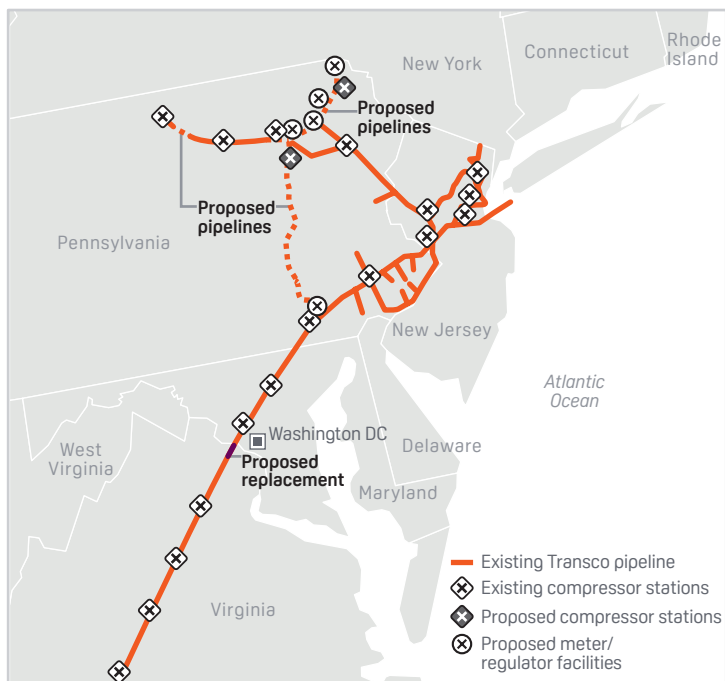 New York
Connecticut
Rhode
Island
Proposed
pipelines
Proposed
pipelines
Pennsylvania
New Jersey
Atlantic
Ocean
Washington DC
West
Virginia
Proposed
replacement
Delaware
Maryland
Virginia
Existing Transco pipeline
Existing compressor stations
Proposed compressor stations
Proposed meter/
regulator facilities